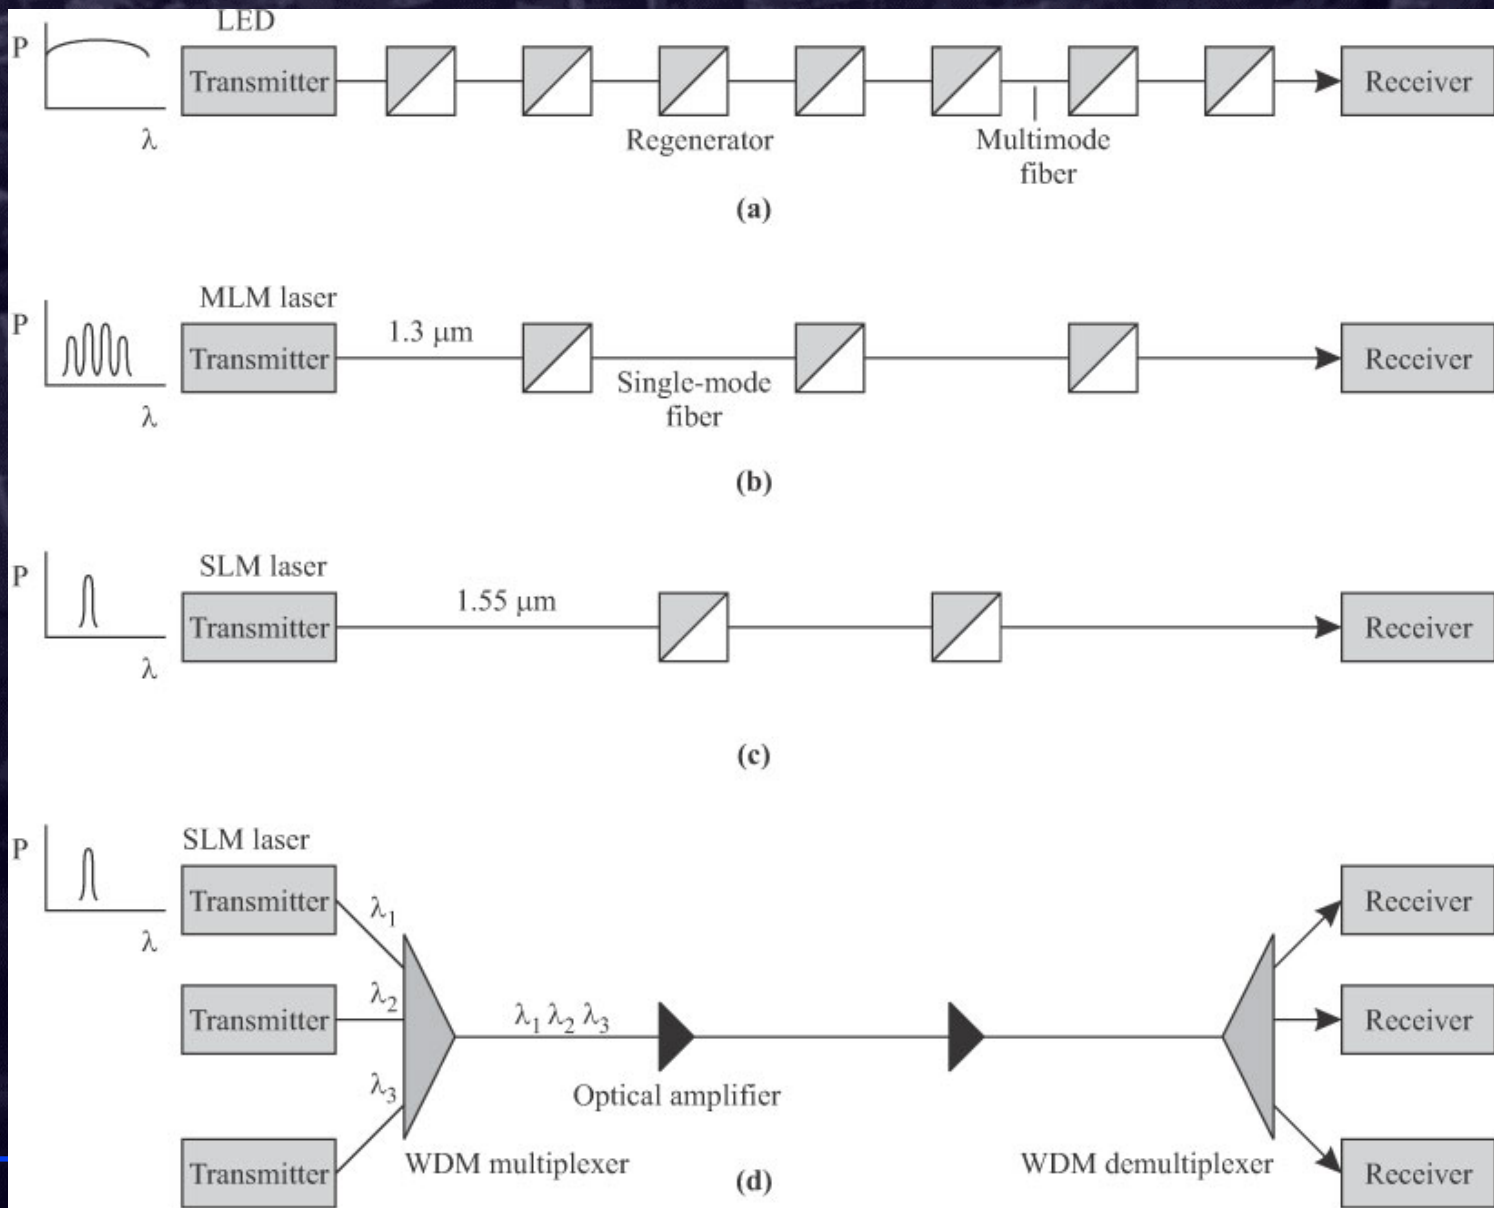 LED
P
Transmitter
Receiver
λ
Regenerator
Multimode
fiber
(a)
MLM laser
P
Transmitter
1.3 μm
Receiver
Single-mode
fiber
λ
(b)
SLM laser
P
Transmitter
1.55 μm
Receiver
λ
(c)
SLM laser
P
Transmitter
λ1
Receiver
λ
Transmitter
λ2
λ1 λ2 λ3
Receiver
λ3
Optical amplifier
Transmitter
WDM multiplexer
WDM demultiplexer
Receiver
(d)